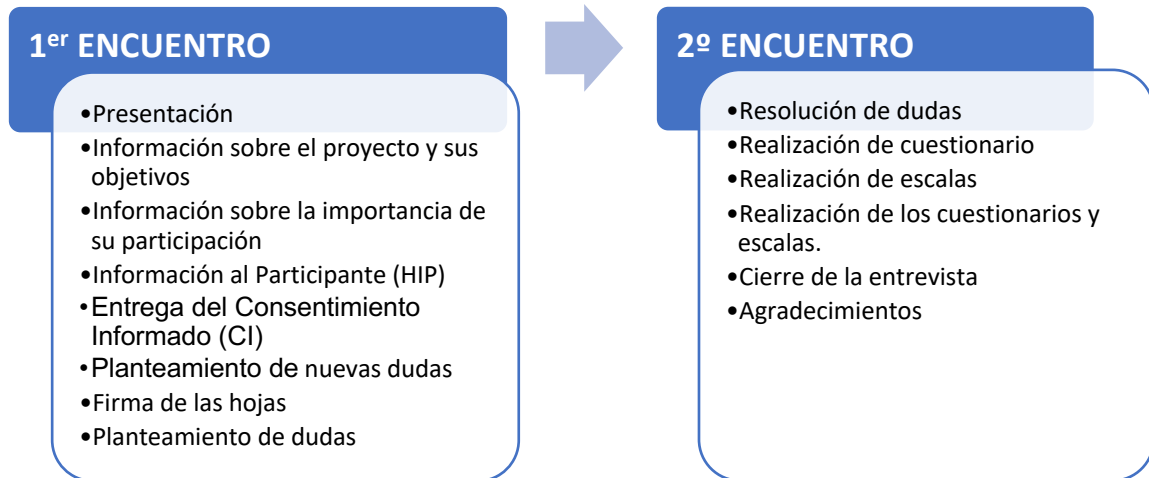 1er ENCUENTRO
•Presentación
•Información sobre el proyecto y sus
objetivos
•Información sobre la importancia de
su participación
•Información al Participante (HIP)
•Entrega del Consentimiento
Informado (CI)
•Planteamiento de nuevas dudas
•Firma de las hojas
•Planteamiento de dudas
2º ENCUENTRO
•Resolución de dudas
•Realización de cuestionario
•Realización de escalas
•Realización de los cuestionarios y
escalas.
•Cierre de la entrevista
•Agradecimientos